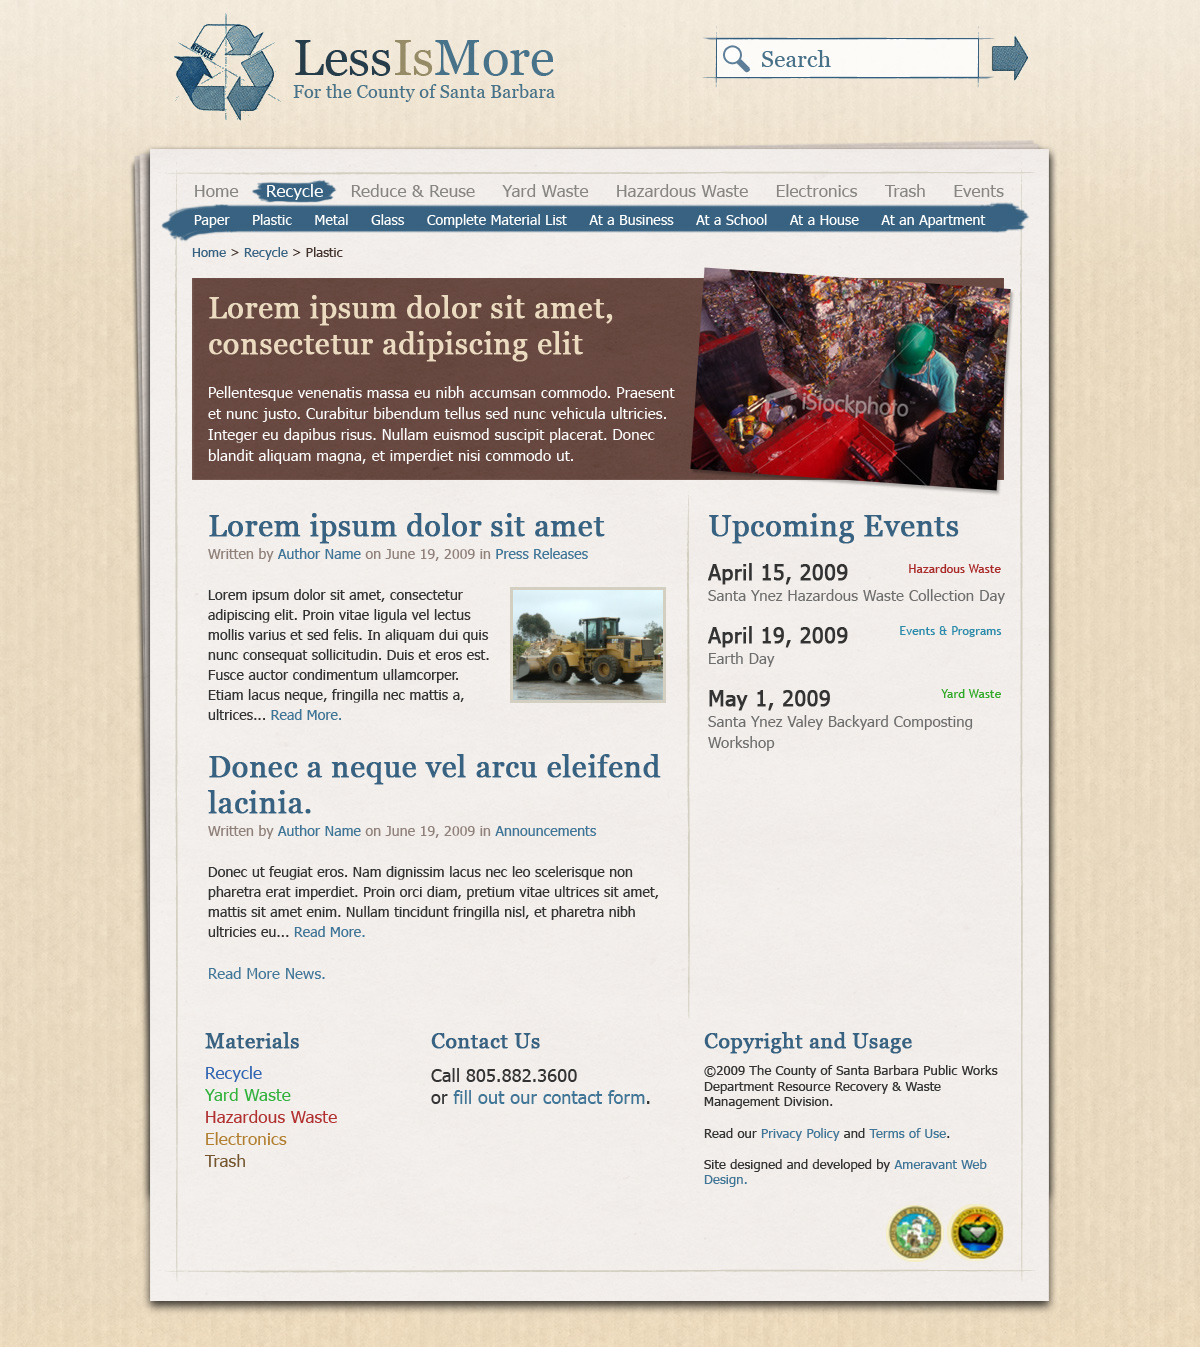 RECYCLE
LessIsMore
For the County of Santa Barbara
Search
Home Recycle Reduce & Reuse Yard Waste Hazardous Waste Electronics Trash Events
Paper Plastic Metal Glass Complete Material List At a Business At a School At a House At an Apartment
Home > Recycle > Plastic
Lorem ipsum dolor sit amet,
consectetur adipiscing elit
Pellentesque venenatis massa eu nibh accumsan commodo. Praesent
et nunc justo. Curabitur bibendum tellus sed nunc vehicula ultricies.
Integer eu dapibus risus. Nullam euismod suscipit placerat. Donec
blandit aliquam magna, et imperdiet nisi commodo ut.
iStockphoto
Lorem ipsum dolor sit amet
Written by Author Name on June 19, 2009 in Press Releases
Lorem ipsum dolor sit amet, consectetur
adipiscing elit. Proin vitae ligula vel lectus
mollis varius et sed felis. In aliquam dui quis
nunc consequat sollicitudin. Duis et eros est.
Fusce auctor condimentum ullamcorper.
Etiam lacus neque, fringilla nec mattis a,
ultrices... Read More.
Donec a neque vel arcu eleifend
lacinia.
Written by Author Name on June 19, 2009 in Announcements
Donec ut feugiat eros. Nam dignissim lacus nec leo scelerisque non
pharetra erat imperdiet. Proin orci diam, pretium vitae ultrices sit amet,
mattis sit amet enim. Nullam tincidunt fringilla nisl, et pharetra nibh
ultricies eu... Read More.
Read More News.
Upcoming Events
April 15, 2009 Hazardous Waste
Santa Ynez Hazardous Waste Collection Day
April 19, 2009 Events & Programs
Earth Day
May 1, 2009 Yard Waste
Santa Ynez Valey Backyard Composting
Workshop
Materials
Recycle
Yard Waste
Hazardous Waste
Electronics
Trash
Contact Us
Call 805.882.3600
or fill out our contact form.
Copyright and Usage
©2009 The County of Santa Barbara Public Works
Department Resource Recovery & Waste
Management Division.
Read our Privacy Policy and Terms of Use.
Site designed and developed by Ameravant Web
Design.